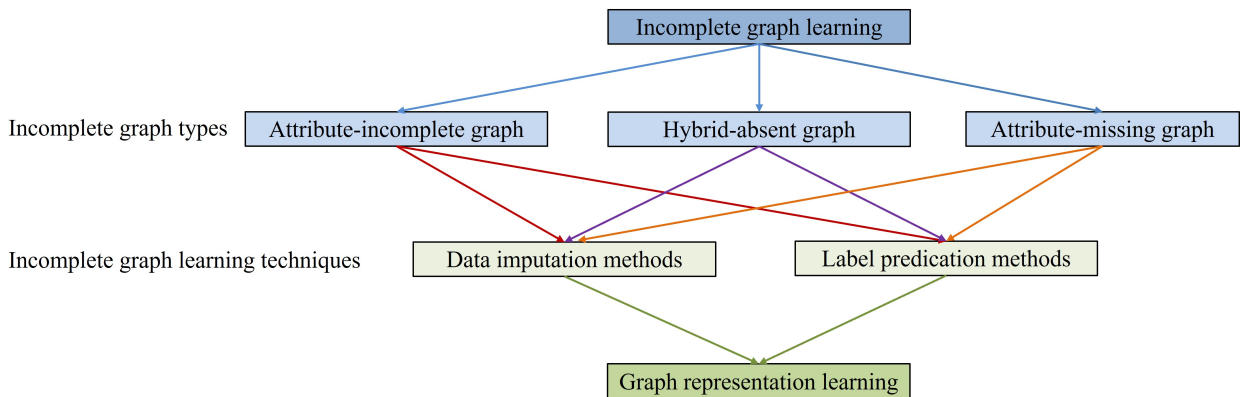 Incomplete graph learning
Incomplete graph types
Attribute-incomplete graph
Hybrid-absent graph
Attribute-missing graph
Incomplete graph learning techniques
Data imputation methods
Label predication methods
Graph representation learning